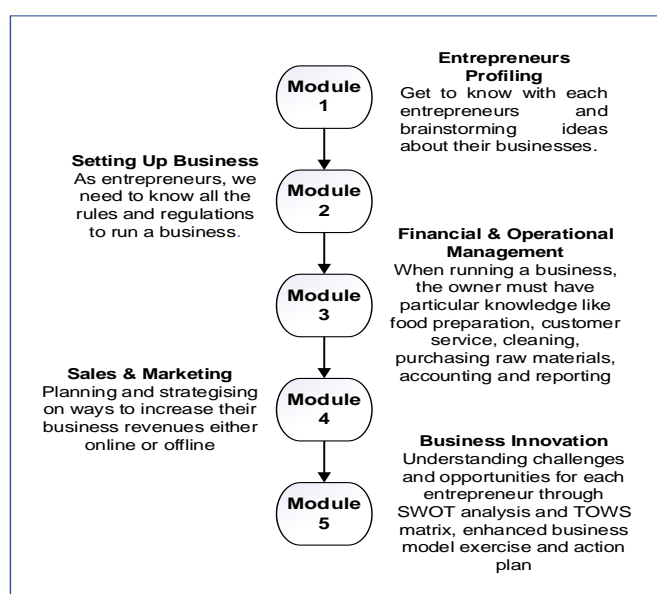 Module
1
Entrepreneurs
Profiling
Get to know with each
entrepreneurs and
brainstorming ideas
about their businesses.
Setting Up Business
As entrepreneurs, we
need to know all the
rules and regulations
to run a business.
Module
2
Financial & Operational
Management
When running a business,
the owner must have
particular knowledge like
food preparation, customer
service, cleaning,
purchasing raw materials,
accounting and reporting
Module
3
Sales & Marketing
Planning and strategising
on ways to increase their
business revenues either
online or offline
Module
4
Business Innovation
Understanding challenges
and opportunities for each
entrepreneur through
SWOT analysis and TOWS
matrix, enhanced business
model exercise and action
plan
Module
5